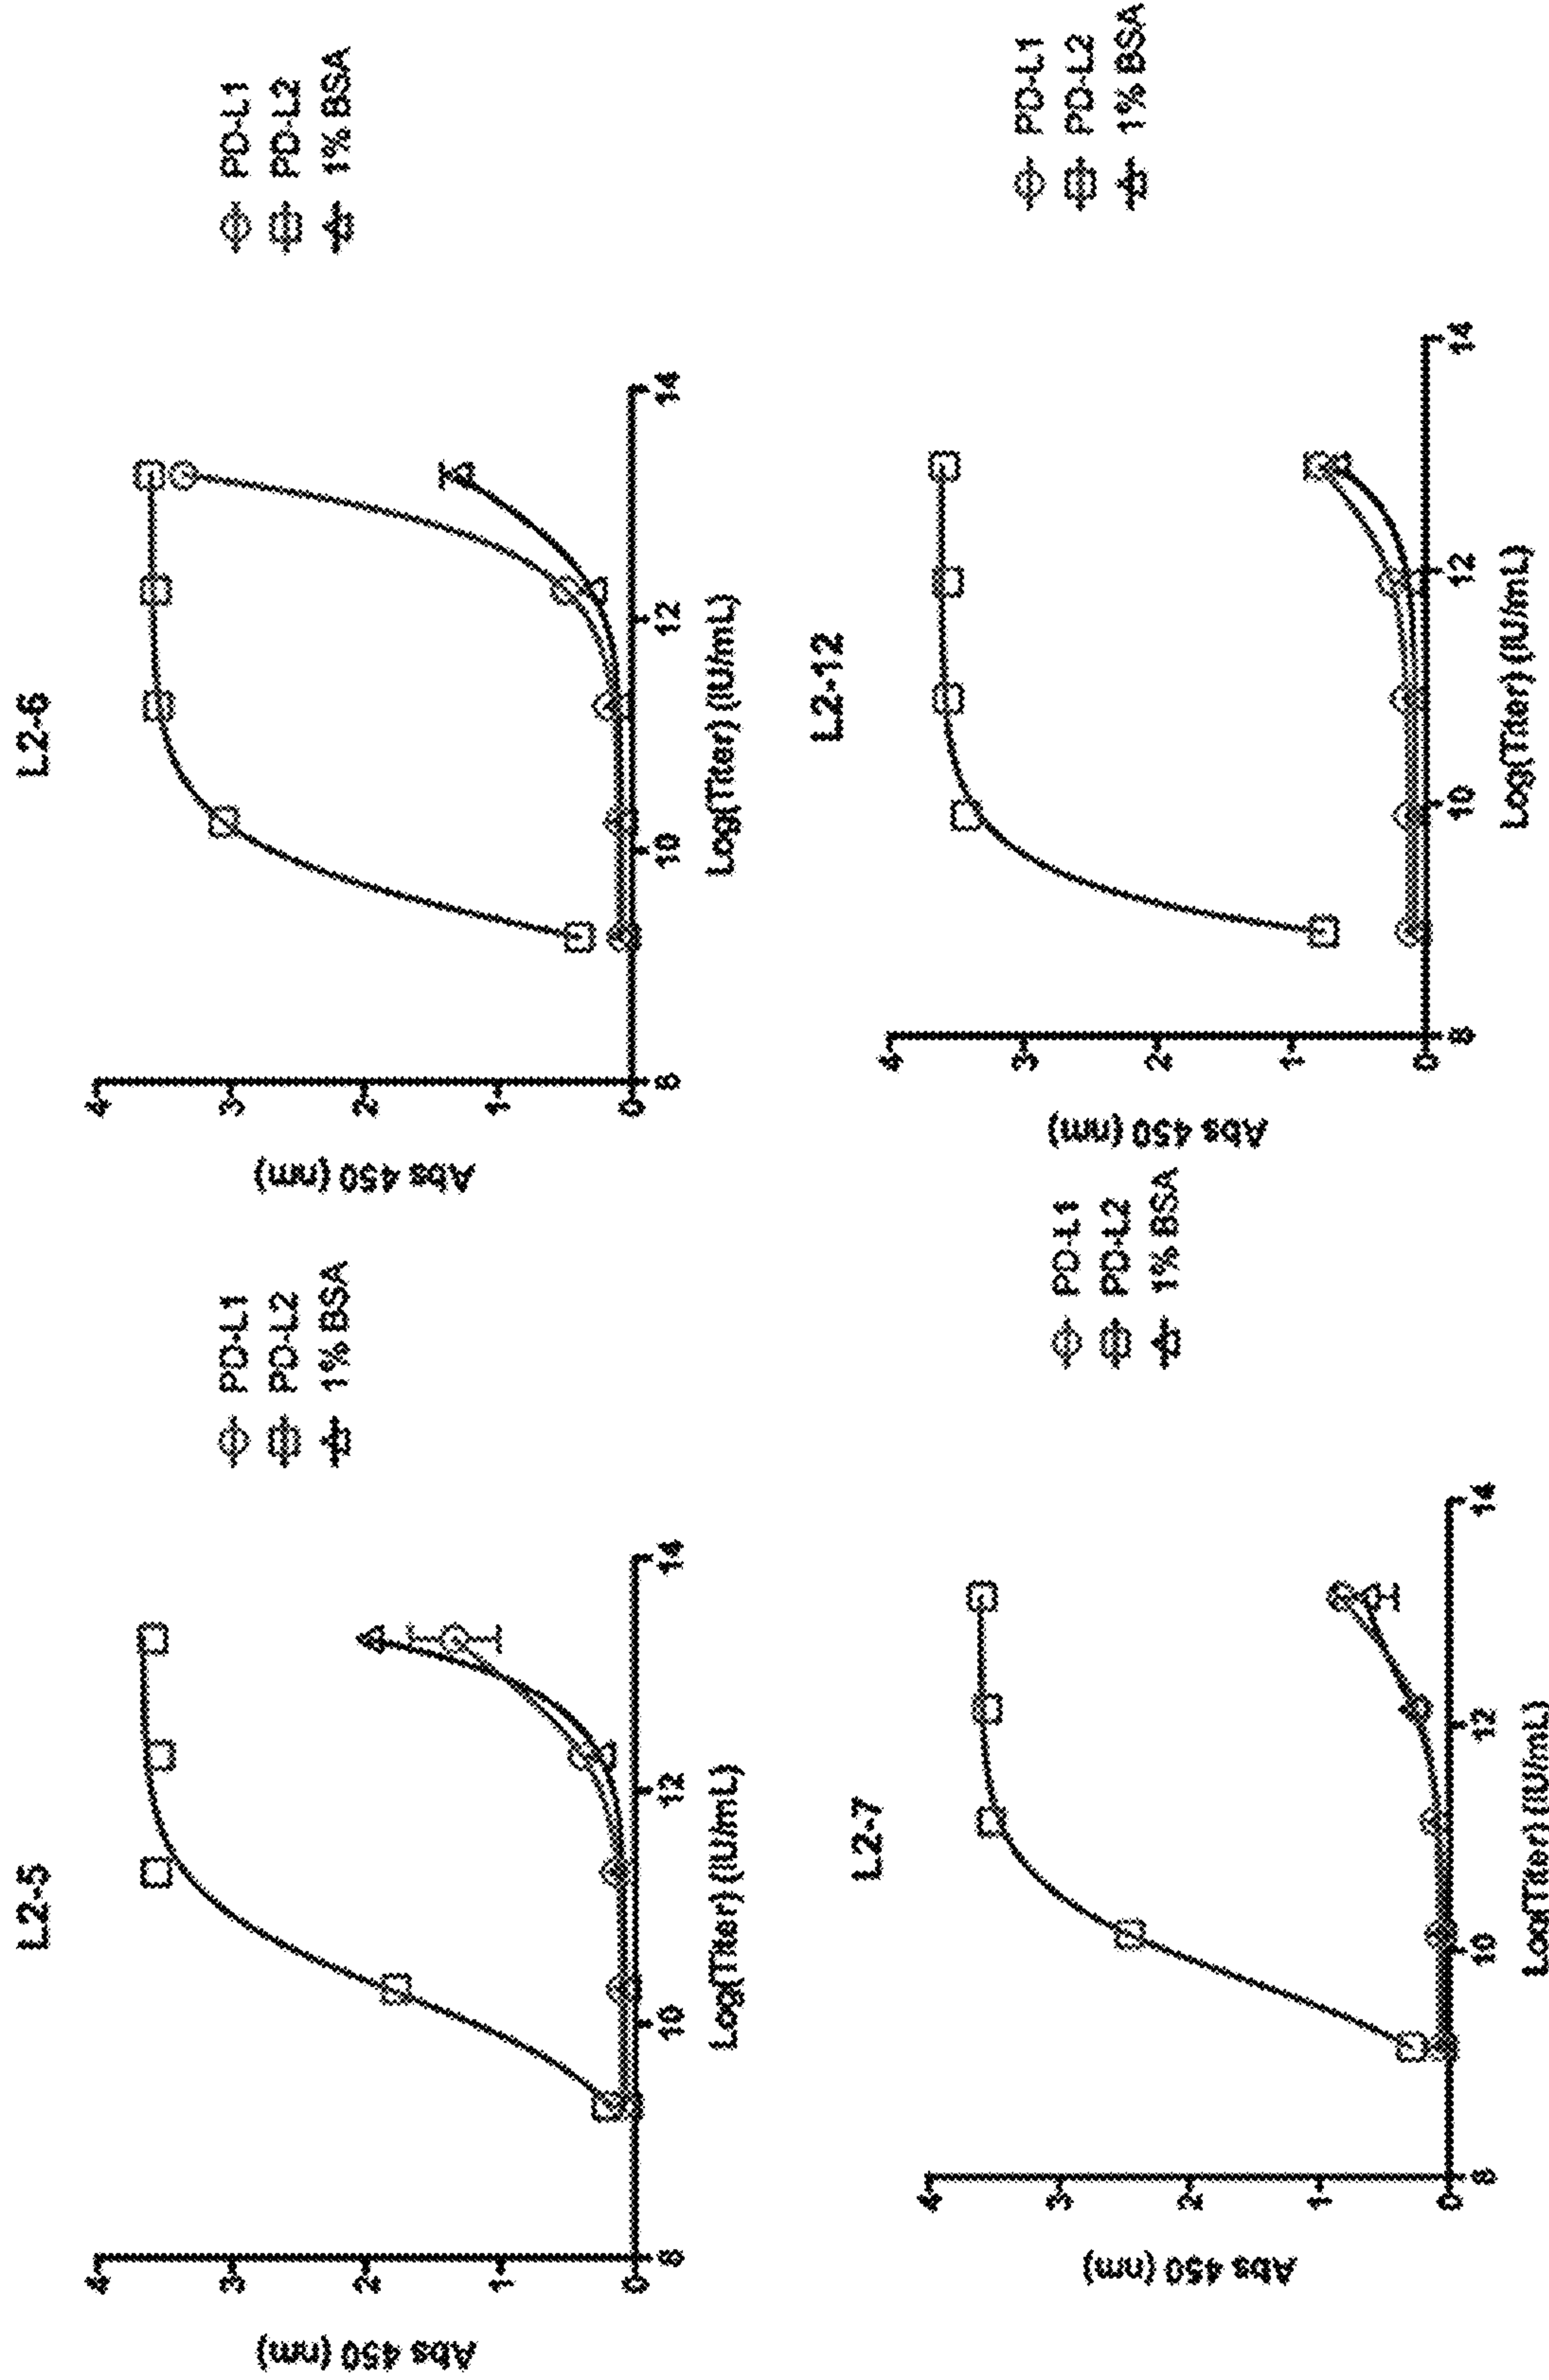 L2-5
Abs 450 (nm)
4
3
2
1
0
8
10
12
14
Log(Titer) (IU/mL)
PD-L1
PD-L2
1% BSA
L2-6
Abs 450 (nm)
4
3
2
1
0
8
10
12
14
Log(Titer) (IU/mL)
PD-L1
PD-L2
1% BSA
L2-7
Abs 450 (nm)
4
3
2
1
0
8
10
12
14
Log(Titer) (IU/mL)
PD-L1
PD-L2
1% BSA
L2-12
Abs 450 (nm)
4
3
2
1
0
8
10
12
14
Log(Titer) (IU/mL)
PD-L1
PD-L2
1% BSA